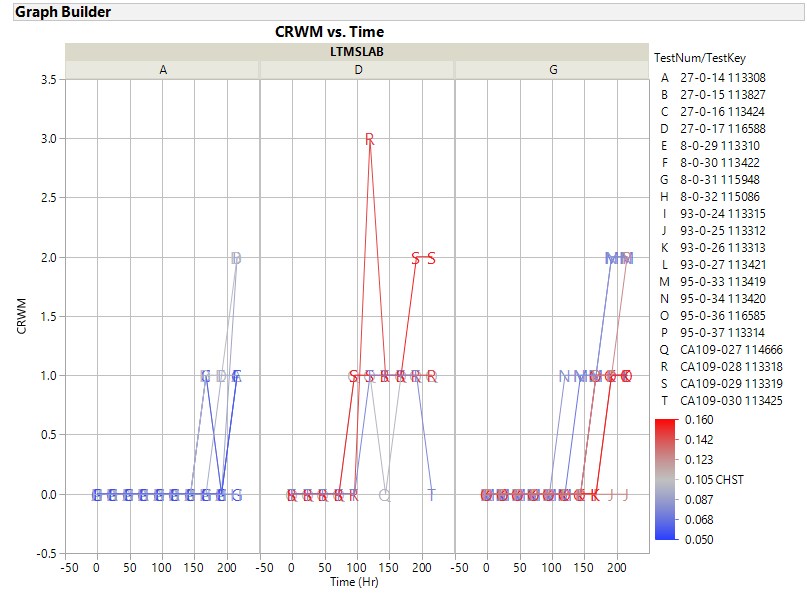 Graph Builder
CRWM vs. Time
LTMSLAB
A D G
3.5
3.0
2.5
2.0
1.5
1.0
0.5
0.0
-0.5
CRWM
-50 0 50 100 150 200 -50 0 50 100 150 200 -50 0 50 100 150 200
Time (Hr)
TestNum/TestKey
A 27-0-14 113308
B 27-0-15 113827
C 27-0-16 113424
D 27-0-17 116588
E 8-0-29 113310
F 8-0-30 113422
G 8-0-31 115948
H 8-0-32 115086
I 93-0-24 113315
J 93-0-25 113312
K 93-0-26 113313
L 93-0-27 113421
M 95-0-33 113419
N 95-0-34 113420
O 95-0-36 116585
P 95-0-37 113314
Q CA109-027 114666
R CA109-028 113318
S CA109-029 113319
T CA109-030 113425
0.160
0.142
0.123
0.105 CHST
0.087
0.068
0.050